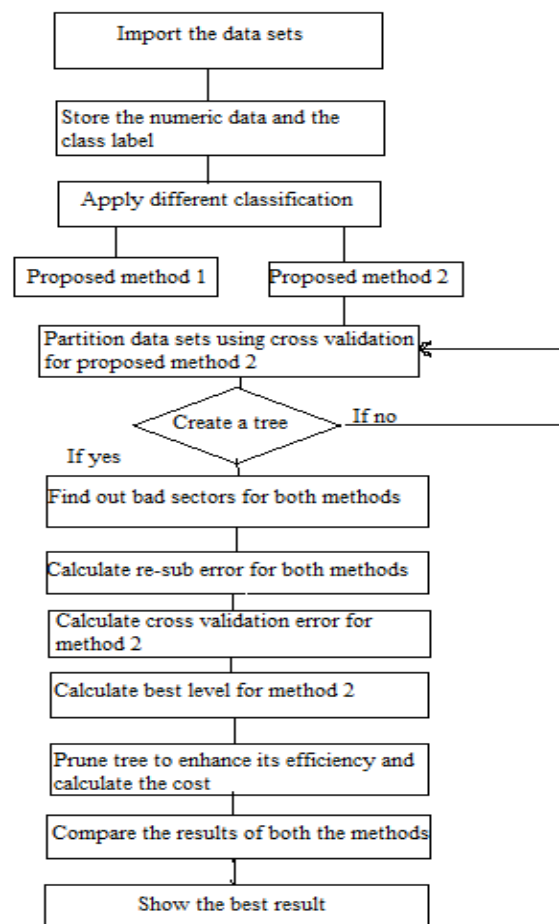 Import the data sets
Store the numeric data and the
class label
Apply different classification
Proposed method 1
Proposed method 2
Partition data sets using cross validation
for proposed method 2
Create a tree
If no
If yes
Find out bad sectors for both methods
Calculate re-sub error for both methods
Calculate cross validation error for
method 2
Calculate best level for method 2
Prune tree to enhance its efficiency and
calculate the cost
Compare the results of both the methods
Show the best result